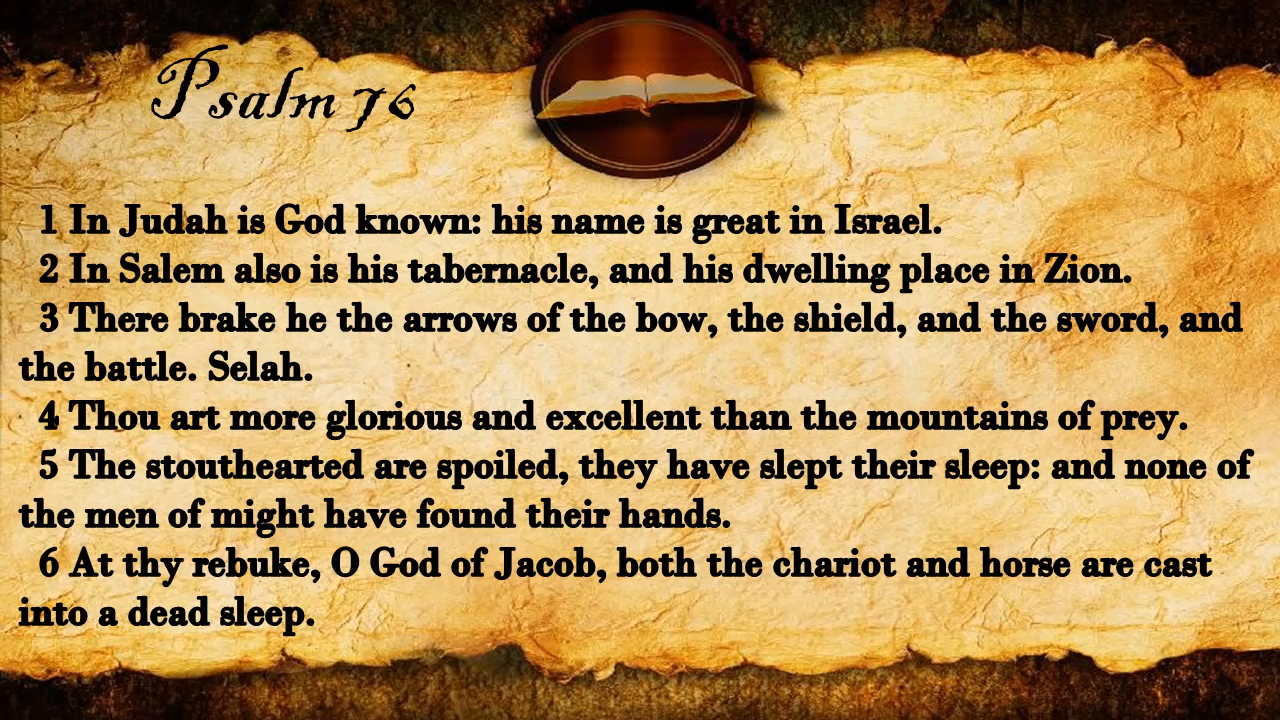 Psalm 76
1 In Judah is God known: his name is great in Israel.
2 In Salem also is his tabernacle, and his dwelling place in Zion.
3 There brake he the arrows of the bow, the shield, and the sword, and
the battle. Selah.
4 Thou art more glorious and excellent than the mountains of prey.
5 The stouthearted are spoiled, they have slept their sleep: and none of
the men of might have found their hands.
6 At thy rebuke, O God of Jacob, both the chariot and horse are cast
into a dead sleep.